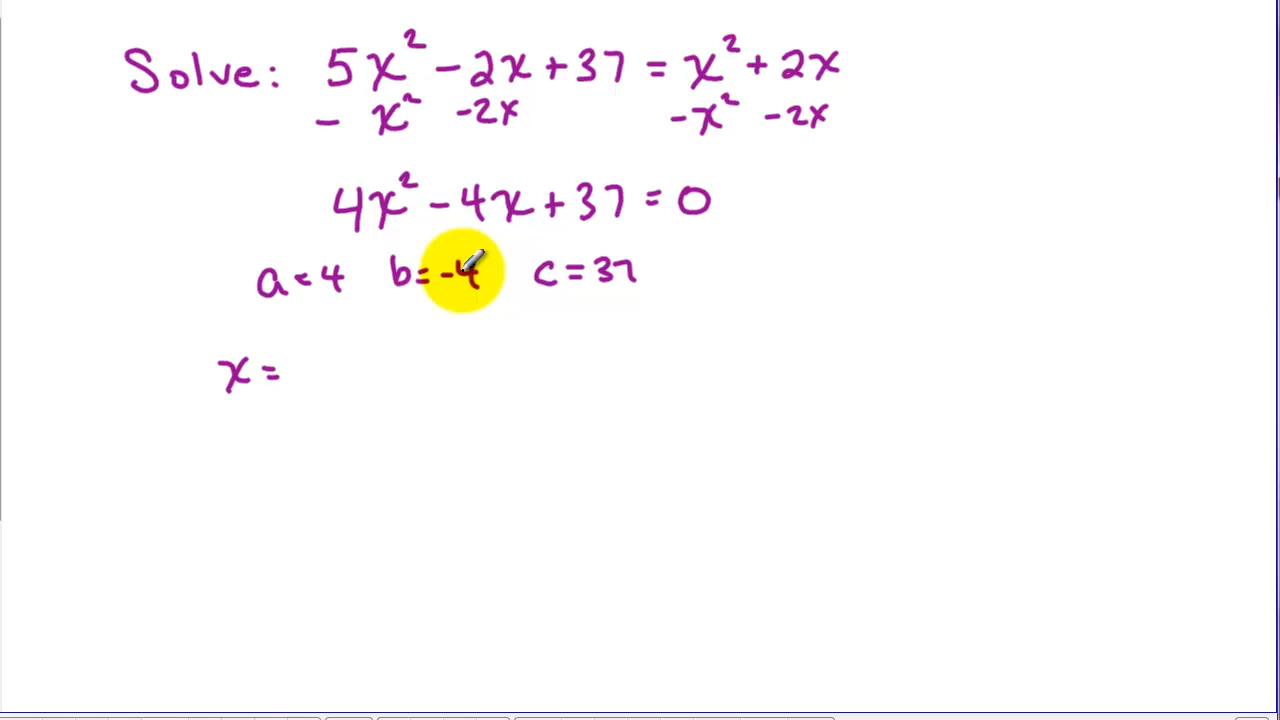 Solve: 5x² - 2x + 37 = x² + 2x
- x² -2x -x² -2x
4x² - 4x + 37 = 0
a = 4 b = -4 c = 37
x =